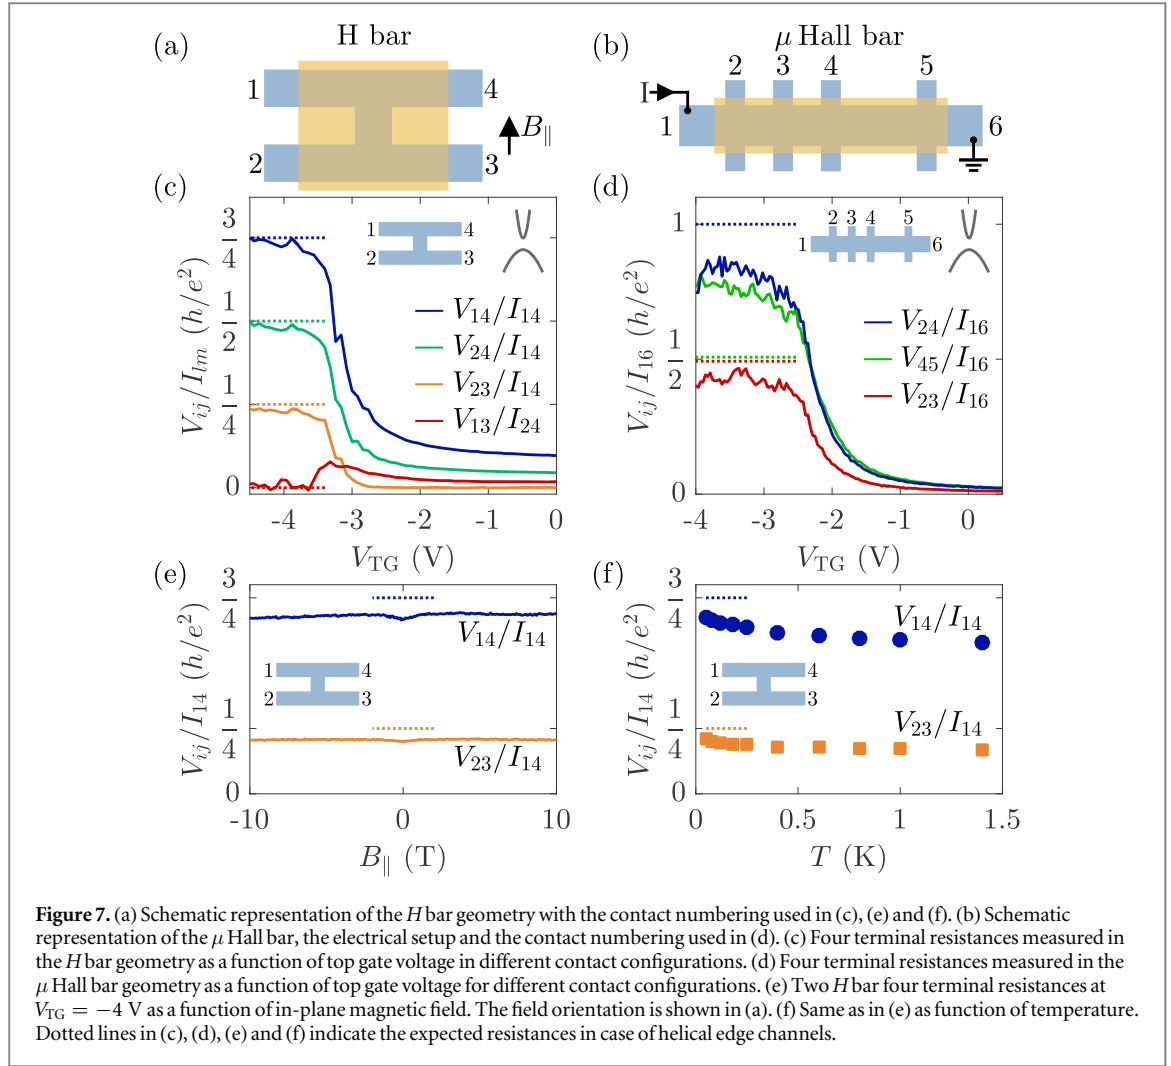 (a)
H bar
1
4
2
3
B∥
(b)
μ Hall bar
I
1
2
3
4
5
6
(c)
V_ij/I_lm (h/e²)
3/4
1/2
1/4
0
1
4
2
3
V₁₄/I₁₄
V₂₄/I₁₄
V₂₃/I₁₄
V₁₃/I₂₄
-4 -3 -2 -1 0
V_TG (V)
(d)
V_ij/I₁₆ (h/e²)
1
1/2
0
2 3 4 5
1 6
V₂₄/I₁₆
V₄₅/I₁₆
V₂₃/I₁₆
-4 -3 -2 -1 0
V_TG (V)
(e)
V_ij/I₁₄ (h/e²)
3/4
1/4
0
V₁₄/I₁₄
1 4
2 3
V₂₃/I₁₄
-10 0 10
B∥ (T)
(f)
V_ij/I₁₄ (h/e²)
3/4
1/4
0
V₁₄/I₁₄
1 4
2 3
V₂₃/I₁₄
0 0.5 1 1.5
T (K)
Figure 7. (a) Schematic representation of the H bar geometry with the contact numbering used in (c), (e) and (f). (b) Schematic
representation of the μ Hall bar, the electrical setup and the contact numbering used in (d). (c) Four terminal resistances measured in
the H bar geometry as a function of top gate voltage in different contact configurations. (d) Four terminal resistances measured in the
μ Hall bar geometry as a function of top gate voltage for different contact configurations. (e) Two H bar four terminal resistances at
V_TG = −4 V as a function of in-plane magnetic field. The field orientation is shown in (a). (f) Same as in (e) as function of temperature.
Dotted lines in (c), (d), (e) and (f) indicate the expected resistances in case of helical edge channels.